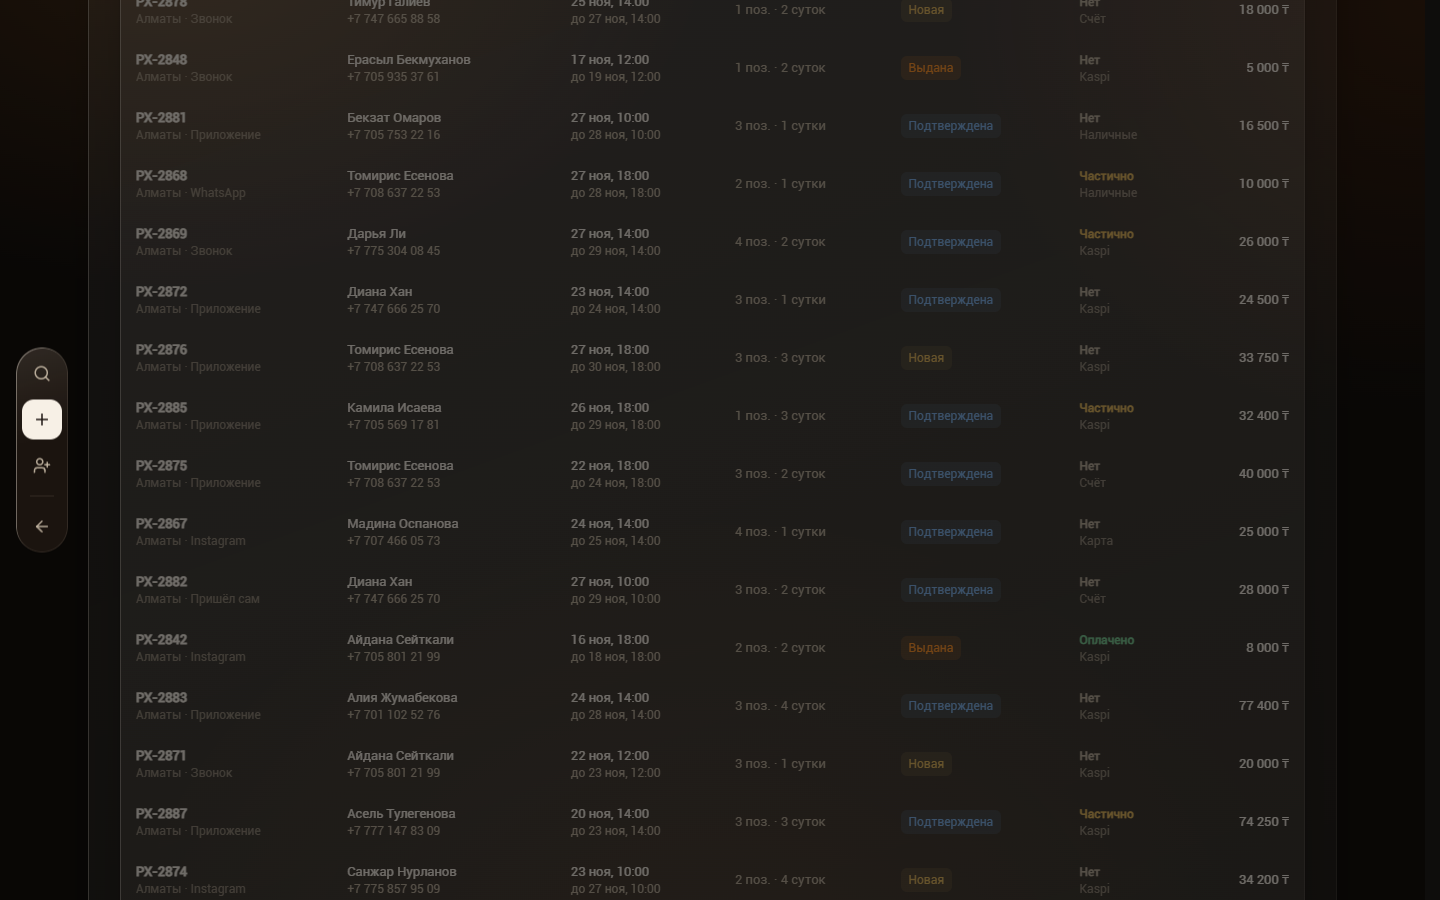 PX-2878 Тимур Галиев 25 ноя, 14:00 1 поз. · 2 суток Новая Нет 18 000 ₸
Алматы · Звонок +7 747 665 88 58 до 27 ноя, 14:00 Счёт
PX-2848 Ерасыл Бекмуханов 17 ноя, 12:00 1 поз. · 2 суток Выдана Нет 5 000 ₸
Алматы · Звонок +7 705 935 37 61 до 19 ноя, 12:00 Kaspi
PX-2881 Бекзат Омаров 27 ноя, 10:00 3 поз. · 1 сутки Подтверждена Нет 16 500 ₸
Алматы · Приложение +7 705 753 22 16 до 28 ноя, 10:00 Наличные
PX-2868 Томирис Есенова 27 ноя, 18:00 2 поз. · 1 сутки Подтверждена Частично 10 000 ₸
Алматы · WhatsApp +7 708 637 22 53 до 28 ноя, 18:00 Наличные
PX-2869 Дарья Ли 27 ноя, 14:00 4 поз. · 2 суток Подтверждена Частично 26 000 ₸
Алматы · Звонок +7 775 304 08 45 до 29 ноя, 14:00 Kaspi
PX-2872 Диана Хан 23 ноя, 14:00 3 поз. · 1 сутки Подтверждена Нет 24 500 ₸
Алматы · Приложение +7 747 666 25 70 до 24 ноя, 14:00 Kaspi
PX-2876 Томирис Есенова 27 ноя, 18:00 3 поз. · 3 суток Новая Нет 33 750 ₸
Алматы · Приложение +7 708 637 22 53 до 30 ноя, 18:00 Kaspi
PX-2885 Камила Исаева 26 ноя, 18:00 1 поз. · 3 суток Подтверждена Частично 32 400 ₸
Алматы · Приложение +7 705 569 17 81 до 29 ноя, 18:00 Kaspi
PX-2875 Томирис Есенова 22 ноя, 18:00 3 поз. · 2 суток Подтверждена Нет 40 000 ₸
Алматы · Приложение +7 708 637 22 53 до 24 ноя, 18:00 Счёт
PX-2867 Мадина Оспанова 24 ноя, 14:00 4 поз. · 1 сутки Подтверждена Нет 25 000 ₸
Алматы · Instagram +7 707 466 05 73 до 25 ноя, 14:00 Карта
PX-2882 Диана Хан 27 ноя, 10:00 3 поз. · 2 суток Подтверждена Нет 28 000 ₸
Алматы · Пришёл сам +7 747 666 25 70 до 29 ноя, 10:00 Счёт
PX-2842 Айдана Сейткали 16 ноя, 18:00 2 поз. · 2 суток Выдана Оплачено 8 000 ₸
Алматы · Instagram +7 705 801 21 99 до 18 ноя, 18:00 Kaspi
PX-2883 Алия Жумабекова 24 ноя, 14:00 3 поз. · 4 суток Подтверждена Нет 77 400 ₸
Алматы · Приложение +7 701 102 52 76 до 28 ноя, 14:00 Kaspi
PX-2871 Айдана Сейткали 22 ноя, 12:00 3 поз. · 1 сутки Новая Нет 20 000 ₸
Алматы · Звонок +7 705 801 21 99 до 23 ноя, 12:00 Kaspi
PX-2887 Асель Тулегенова 20 ноя, 14:00 3 поз. · 3 суток Подтверждена Частично 74 250 ₸
Алматы · Приложение +7 777 147 83 09 до 23 ноя, 14:00 Kaspi
PX-2874 Санжар Нурланов 23 ноя, 10:00 2 поз. · 4 суток Новая Нет 34 200 ₸
Алматы · Instagram +7 775 857 95 09 до 27 ноя, 10:00 Kaspi